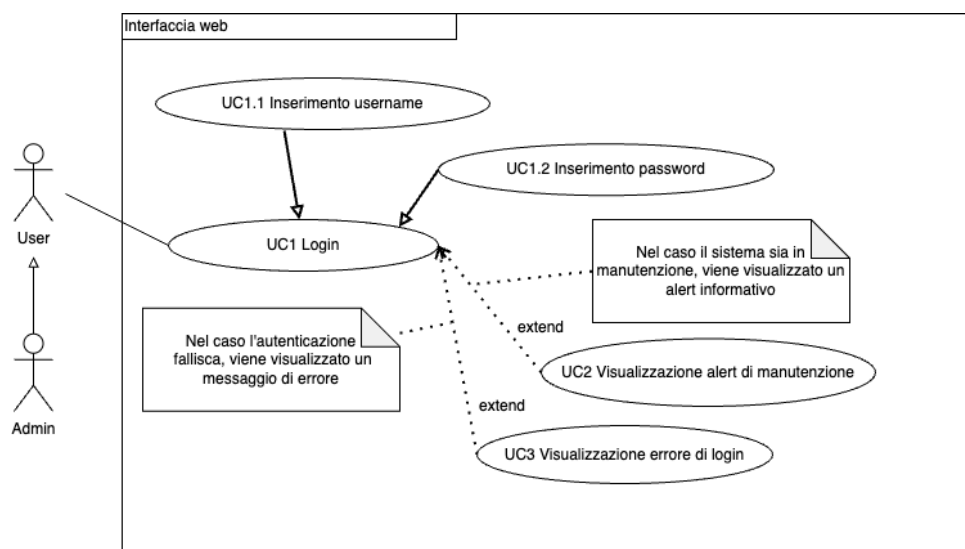 Interfaccia web
UC1.1 Inserimento username
UC1.2 Inserimento password
User
UC1 Login
Nel caso il sistema sia in
manutenzione, viene visualizzato un
alert informativo
extend
Nel caso l'autenticazione
fallisca, viene visualizzato un
messaggio di errore
UC2 Visualizzazione alert di manutenzione
extend
Admin
UC3 Visualizzazione errore di login